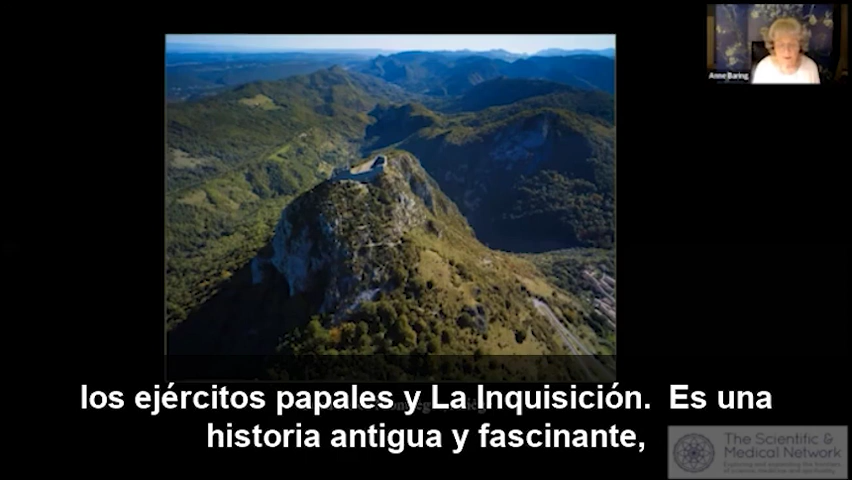 Anne Baring
los ejércitos papales y La Inquisición. Es una
historia antigua y fascinante,
The Scientific &
Medical Network